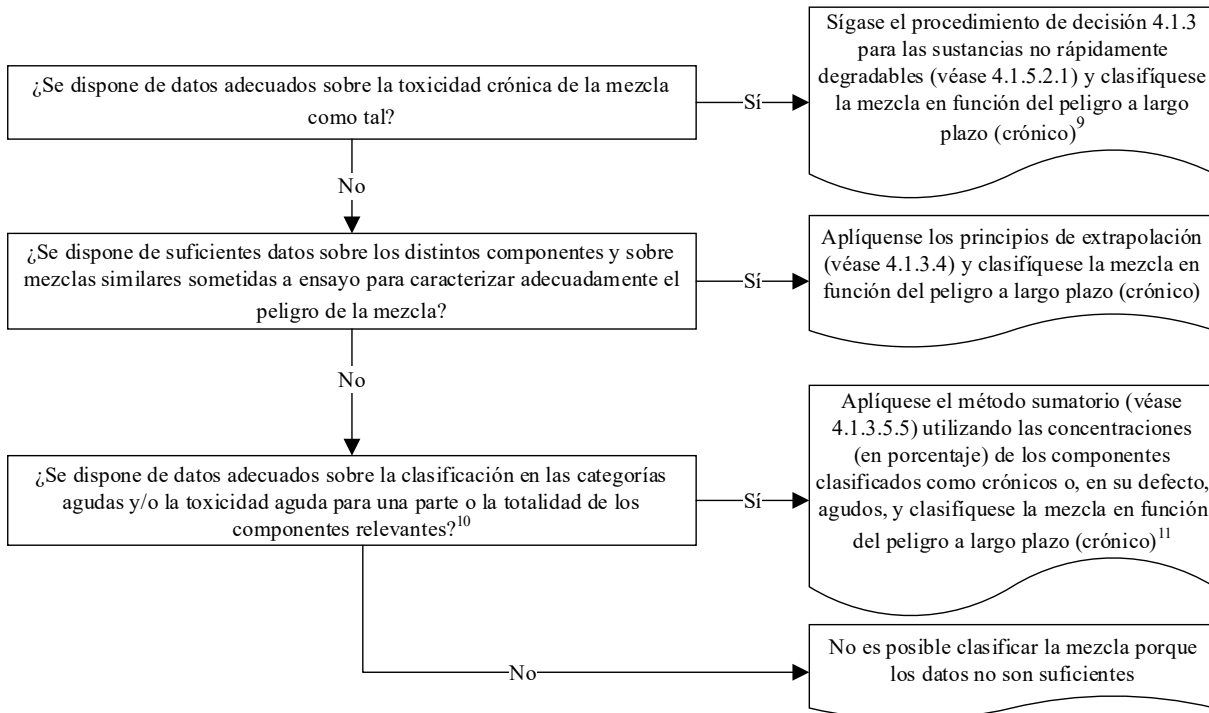 ¿Se dispone de datos adecuados sobre la toxicidad crónica de la mezcla
como tal?
Sí
Sígase el procedimiento de decisión 4.1.3
para las sustancias no rápidamente
degradables (véase 4.1.5.2.1) y clasifíquese
la mezcla en función del peligro a largo
plazo (crónico)9
No
¿Se dispone de suficientes datos sobre los distintos componentes y sobre
mezclas similares sometidas a ensayo para caracterizar adecuadamente el
peligro de la mezcla?
Sí
Aplíquense los principios de extrapolación
(véase 4.1.3.4) y clasifíquese la mezcla en
función del peligro a largo plazo (crónico)
No
¿Se dispone de datos adecuados sobre la clasificación en las categorías
agudas y/o la toxicidad aguda para una parte o la totalidad de los
componentes relevantes?10
Sí
Aplíquese el método sumatorio (véase
4.1.3.5.5) utilizando las concentraciones
(en porcentaje) de los componentes
clasificados como crónicos o, en su defecto,
agudos, y clasifíquese la mezcla en función
del peligro a largo plazo (crónico)11
No
No es posible clasificar la mezcla porque
los datos no son suficientes